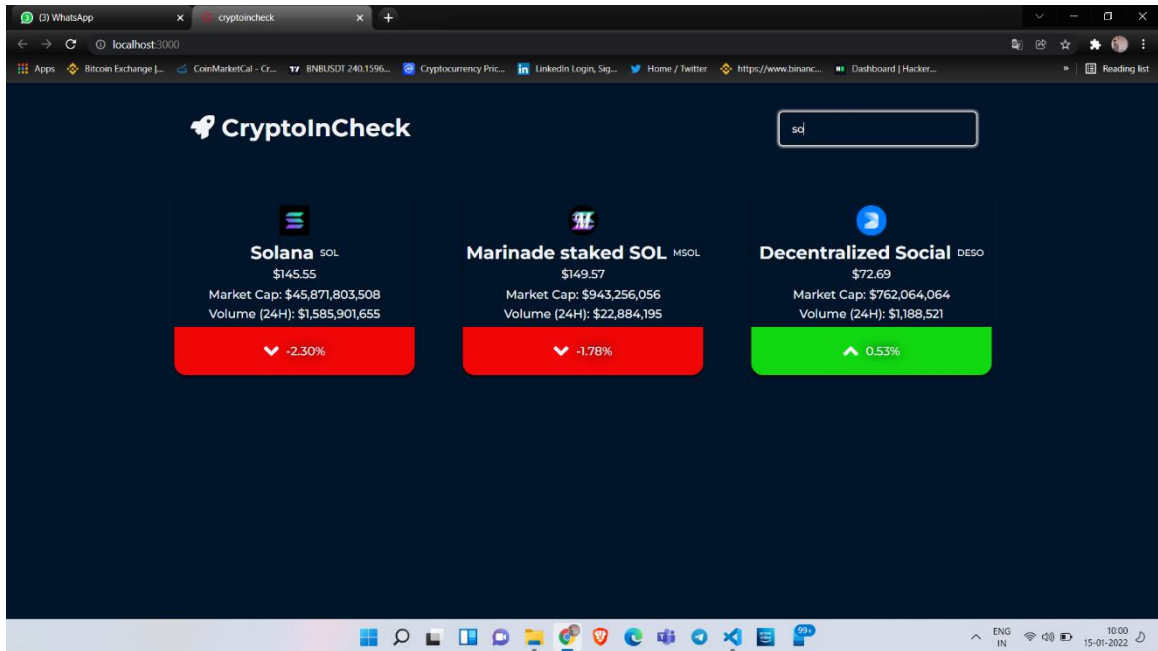 (3) WhatsApp
cryptoincheck
localhost:3000
Apps
Bitcoin Exchange |...
CoinMarketCal - Cr...
BNBUSDT 240.1596...
Cryptocurrency Pric...
LinkedIn Login, Sig...
Home / Twitter
https://www.binanc...
Dashboard | Hacker...
»
Reading list
CryptoInCheck
so
Solana SOL
$145.55
Market Cap: $45,871,803,508
Volume (24H): $1,585,901,655
-2.30%
Marinade staked SOL MSOL
$149.57
Market Cap: $943,256,056
Volume (24H): $22,884,195
-1.78%
Decentralized Social DESO
$72.69
Market Cap: $762,064,064
Volume (24H): $1,188,521
0.53%
99+
ENG
IN
10:00
15-01-2022